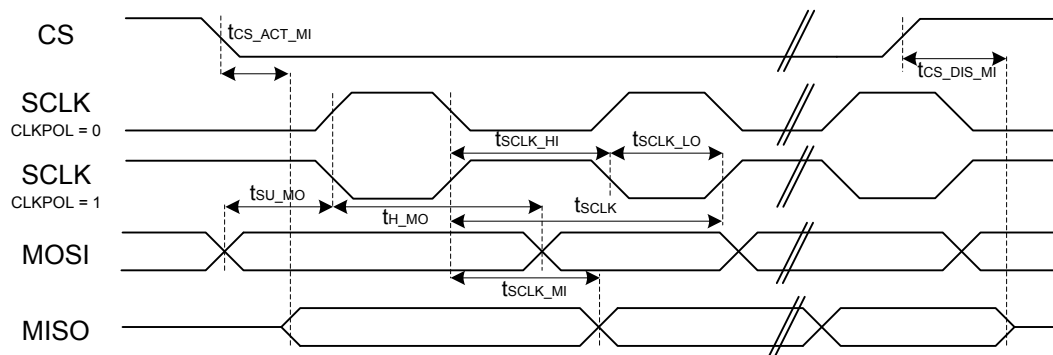 CS
tCS_ACT_MI
tCS_DIS_MI
SCLK
CLKPOL = 0
tSCLK_HI
tSCLK_LO
SCLK
CLKPOL = 1
tSU_MO
tH_MO
tSCLK
MOSI
tSCLK_MI
MISO